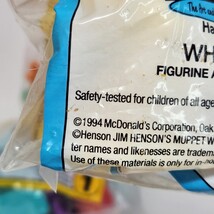 Ha
WH
FIGURINE A
Safety-tested for children of all age
©1994 McDonald's Corporation, Oak
©Henson JIM HENSON'S MUPPET W
ter names and likenesses are tradem
Use of these materials is only for in-